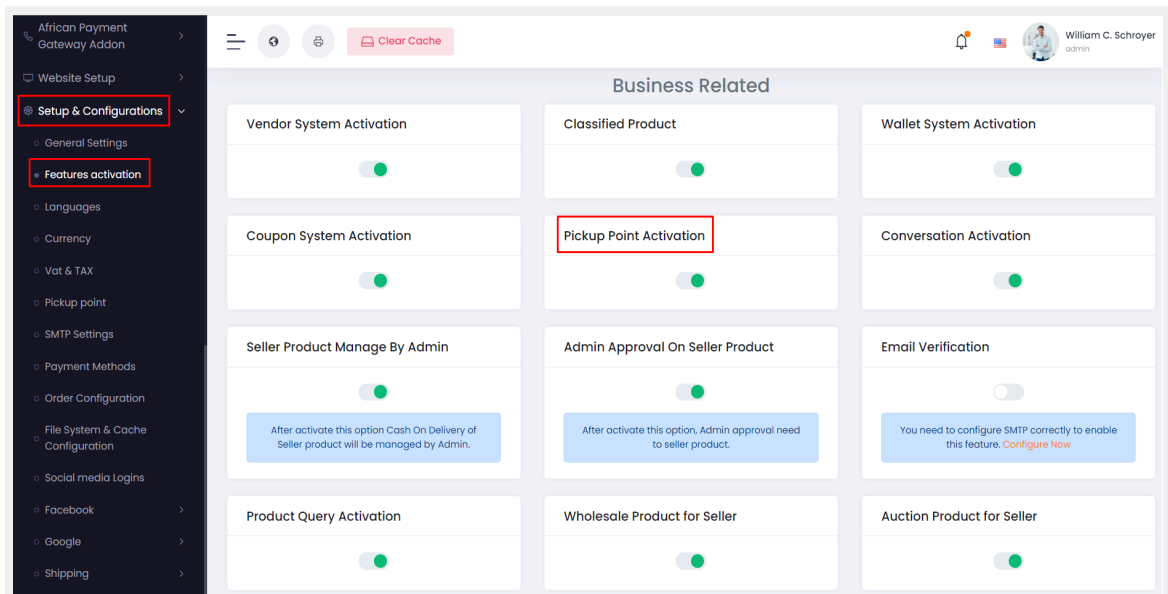 African Payment
Gateway Addon
Website Setup
Setup & Configurations
General Settings
Features activation
Languages
Currency
Vat & TAX
Pickup point
SMTP Settings
Payment Methods
Order Configuration
File System & Cache
Configuration
Social media Logins
Facebook
Google
Shipping
Clear Cache
William C. Schroyer
admin
Business Related
Vendor System Activation
Classified Product
Wallet System Activation
Coupon System Activation
Pickup Point Activation
Conversation Activation
Seller Product Manage By Admin
After activate this option Cash On Delivery of
Seller product will be managed by Admin.
Admin Approval On Seller Product
After activate this option, Admin approval need
to seller product.
Email Verification
You need to configure SMTP correctly to enable
this feature. Configure Now
Product Query Activation
Wholesale Product for Seller
Auction Product for Seller